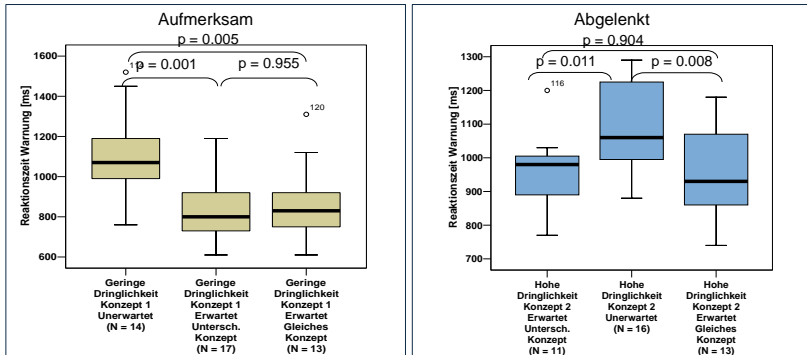 Aufmerksam
p = 0.005
p = 0.001
p = 0.955
120
Reaktionszeit Warnung [ms]
1600
1400
1200
1000
800
600
Geringe
Dringlichkeit
Konzept 1
Unerwartet
(N = 14)
Geringe
Dringlichkeit
Konzept 1
Erwartet
Untersch.
Konzept
(N = 17)
Geringe
Dringlichkeit
Konzept 1
Erwartet
Gleiches
Konzept
(N = 13)
Abgelenkt
p = 0.904
p = 0.011
p = 0.008
116
Reaktionszeit Warnung [ms]
1300
1200
1100
1000
900
800
700
Hohe
Dringlichkeit
Konzept 2
Erwartet
Untersch.
Konzept
(N = 11)
Hohe
Dringlichkeit
Konzept 2
Unerwartet
(N = 16)
Hohe
Dringlichkeit
Konzept 2
Erwartet
Gleiches
Konzept
(N = 13)